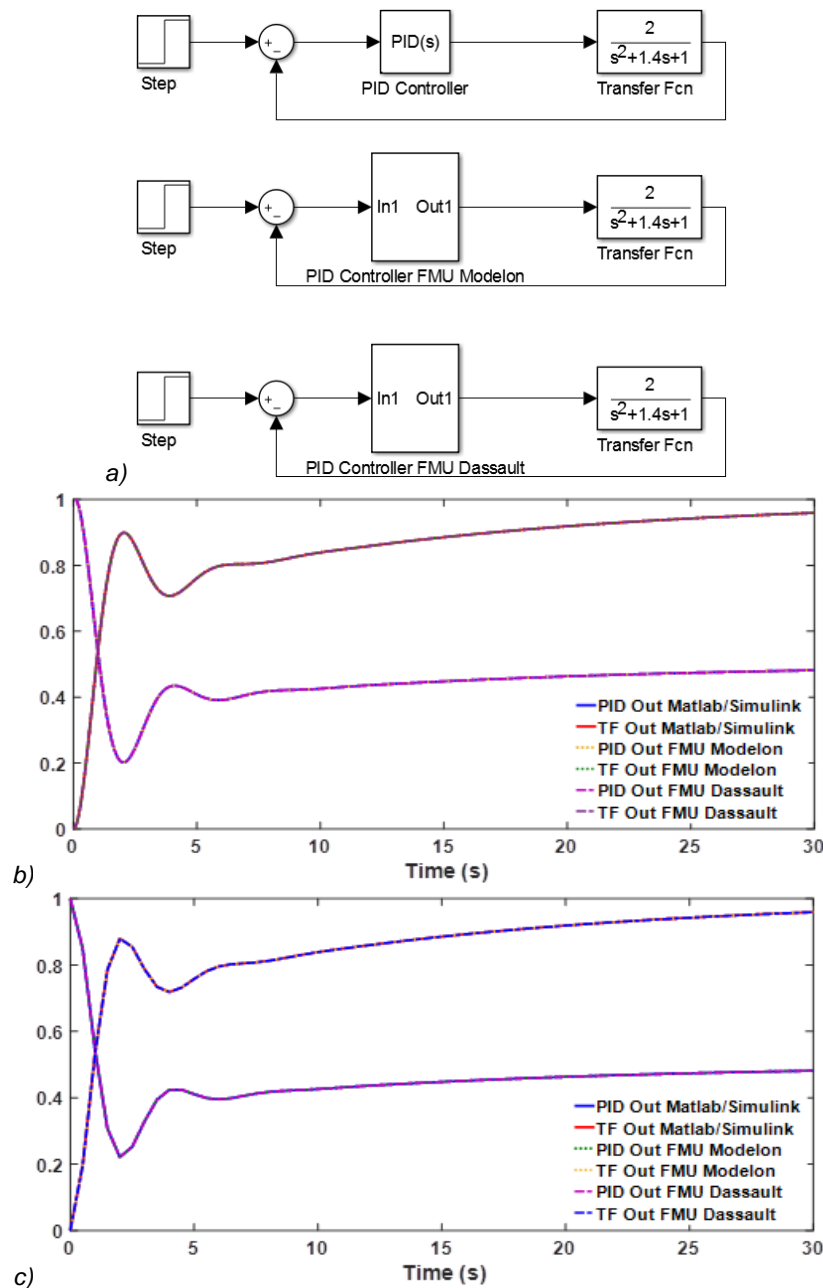 PID(s)
2
s²+1.4s+1
Step
PID Controller
Transfer Fcn
In1 Out1
2
s²+1.4s+1
Step
Transfer Fcn
PID Controller FMU Modelon
In1 Out1
2
s²+1.4s+1
Step
Transfer Fcn
PID Controller FMU Dassault
a)
1
0.8
0.6
0.4
0.2
0
PID Out Matlab/Simulink
TF Out Matlab/Simulink
PID Out FMU Modelon
TF Out FMU Modelon
PID Out FMU Dassault
TF Out FMU Dassault
0 5 10 15 20 25 30
Time (s)
b)
1
0.8
0.6
0.4
0.2
0
PID Out Matlab/Simulink
TF Out Matlab/Simulink
PID Out FMU Modelon
TF Out FMU Modelon
PID Out FMU Dassault
TF Out FMU Dassault
0 5 10 15 20 25 30
Time (s)
c)